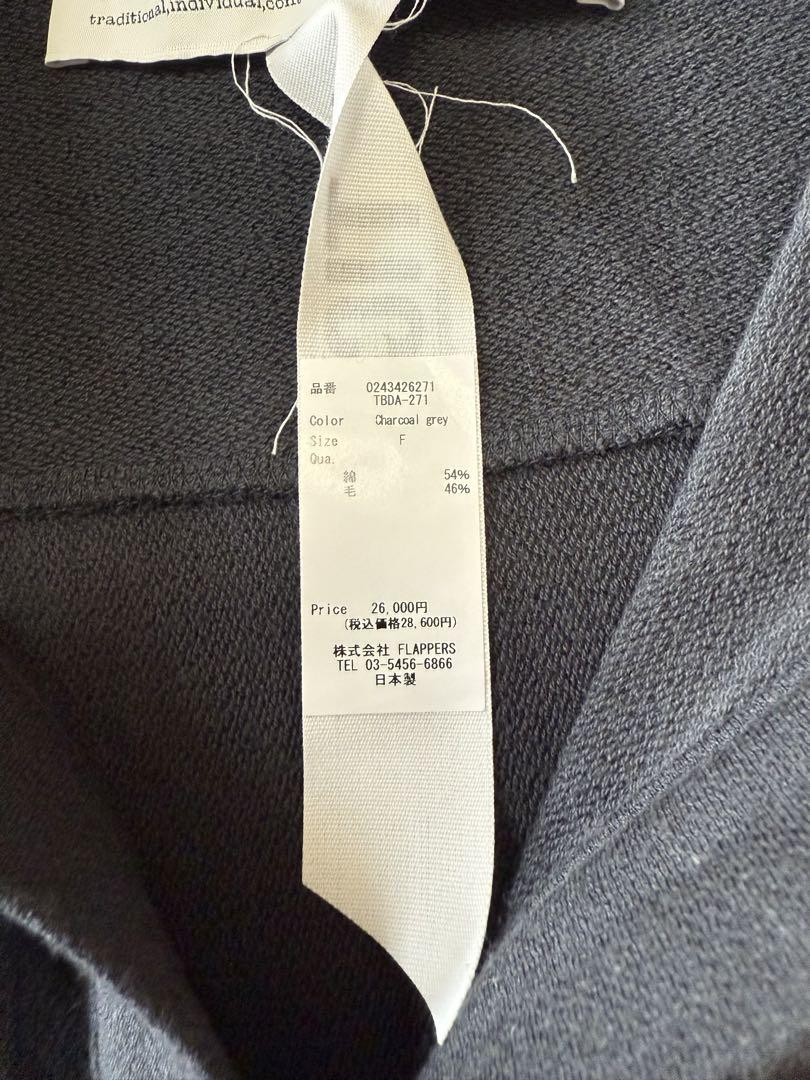 traditional,individual,com
品番 0243426271
TBDA-271
Color Charcoal grey
Size F
Qua.
綿 54%
毛 46%
Price 26,000円
(税込価格28,600円)
株式会社 FLAPPERS
TEL 03-5456-6866
日本製